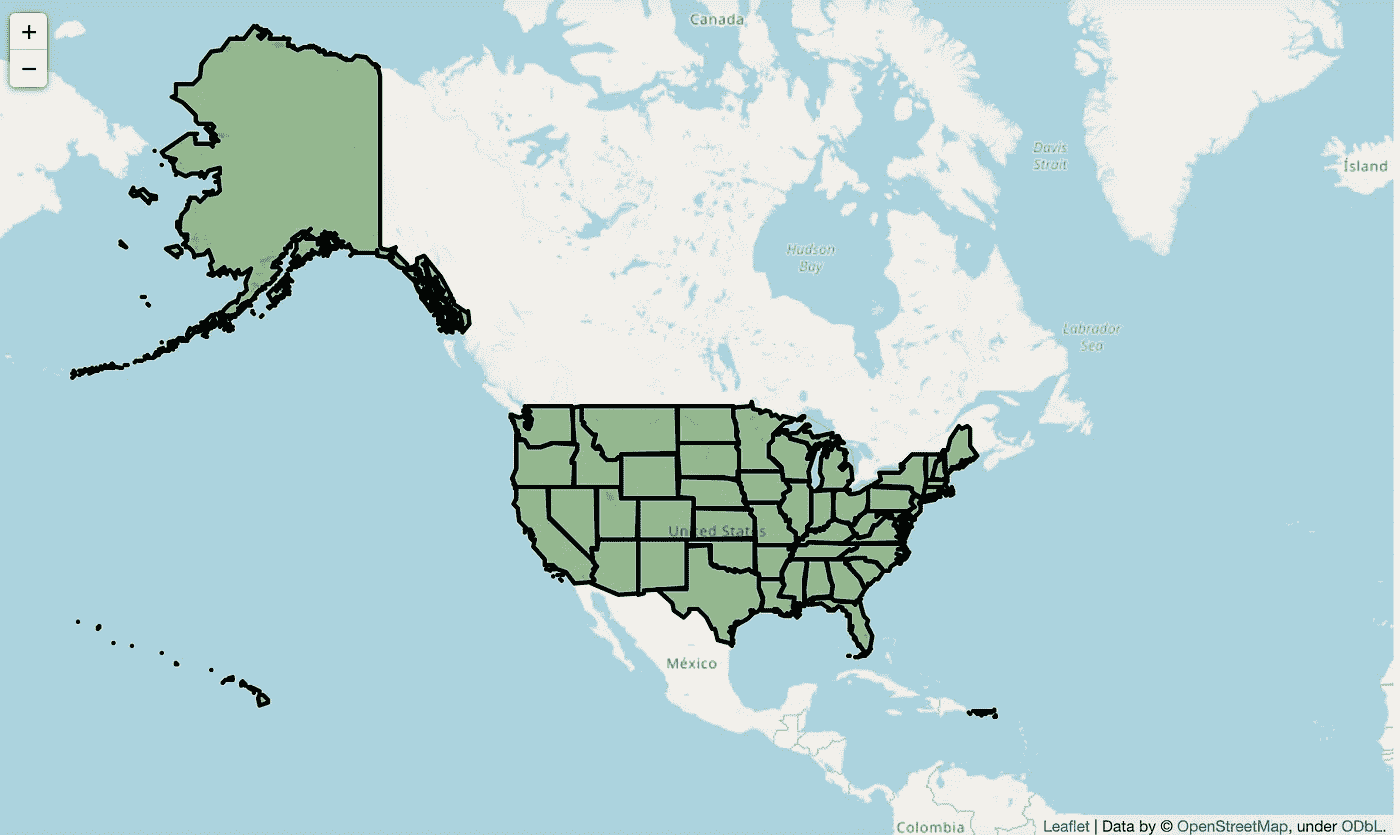 +
−
Canada
Davis
Strait
Ísland
Hudson
Bay
Labrador
Sea
United States
México
Colombia
Leaflet | Data by © OpenStreetMap, under ODbL.